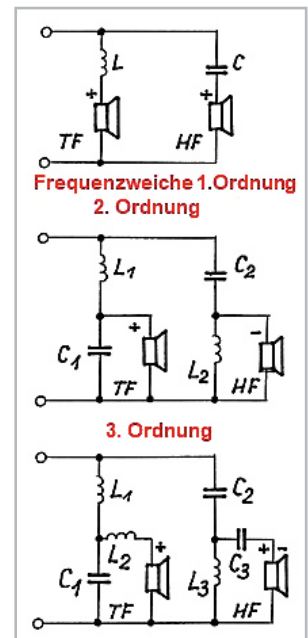 L C
+ +
TF HF
Frequenzweiche 1.Ordnung
2. Ordnung
L1 C2
+ -
C1 L2
TF HF
3. Ordnung
L1 C2
L2 + C3 + -
C1 L3
TF HF